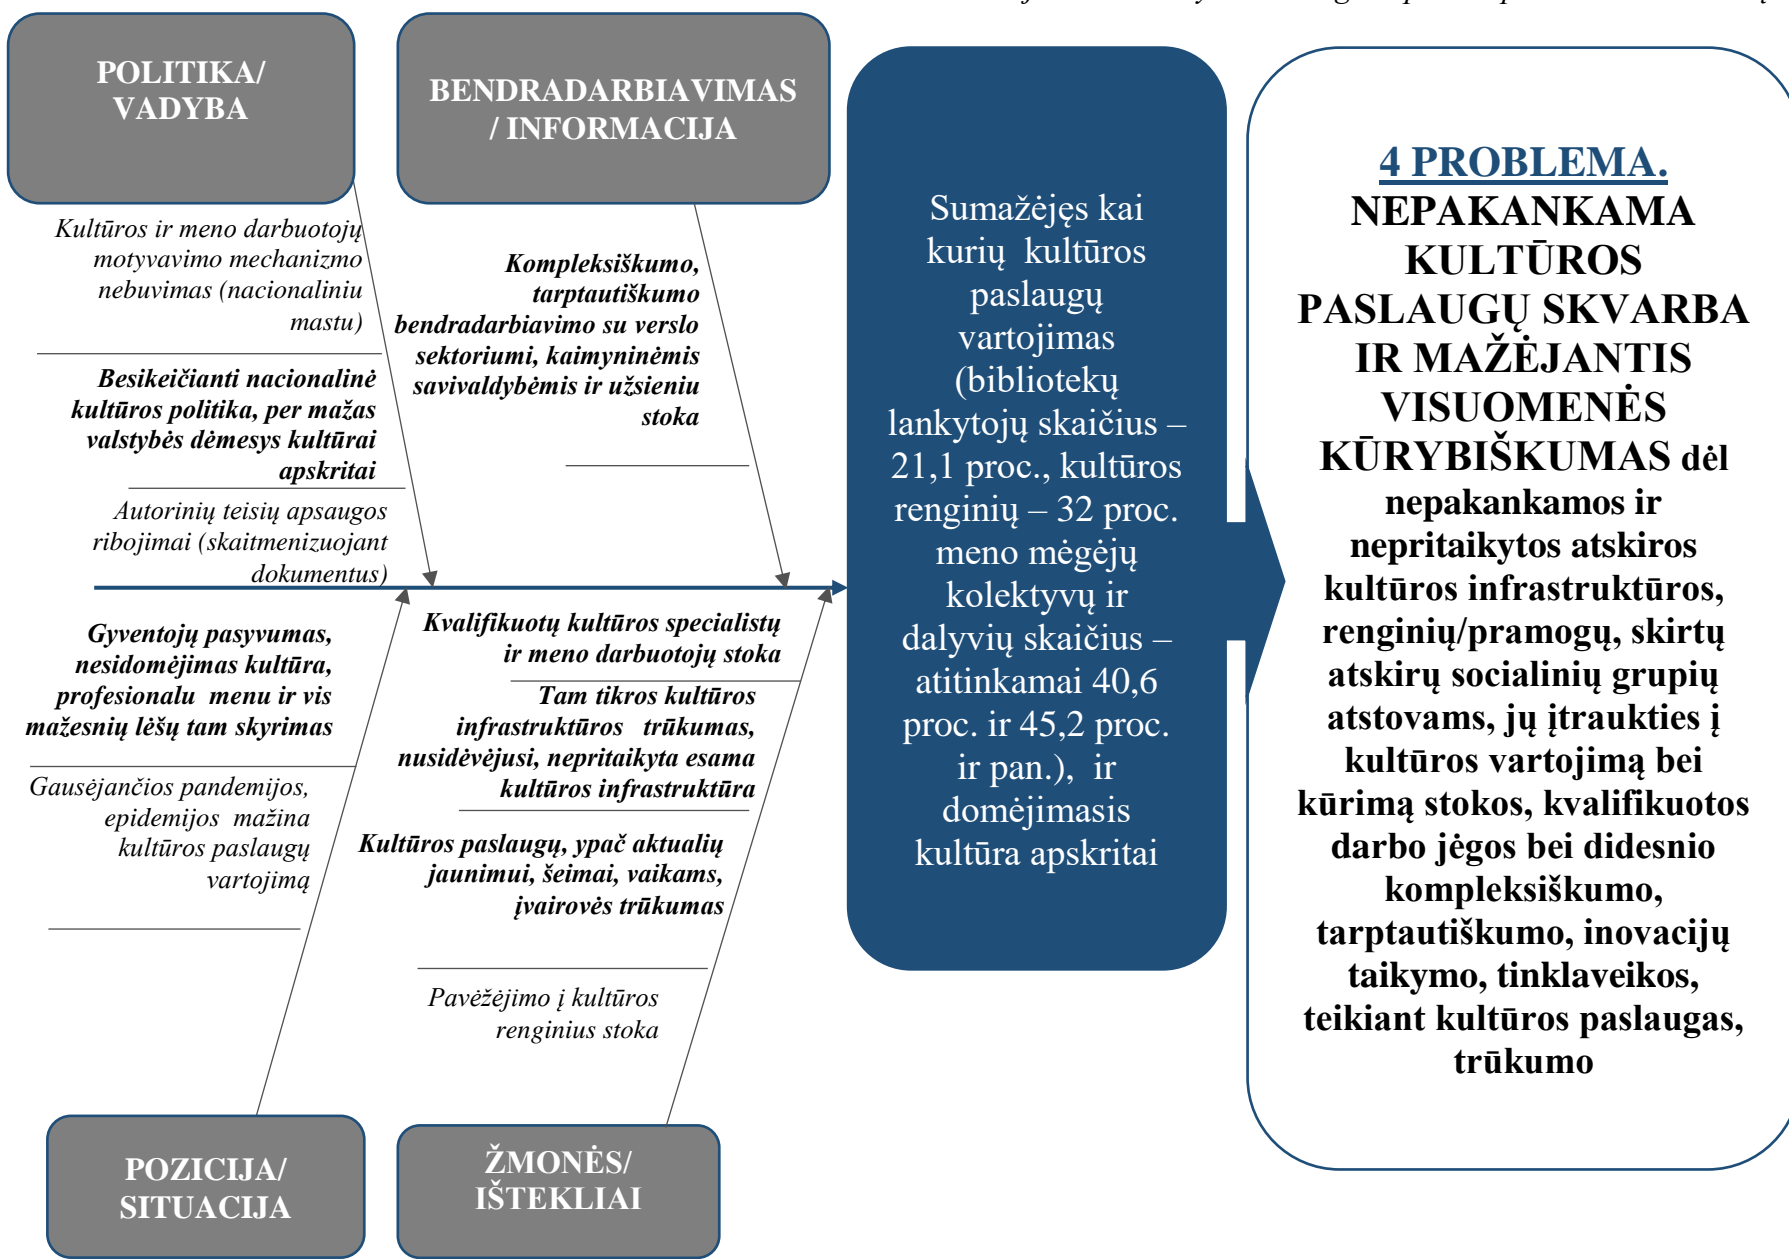 POLITIKA/
VADYBA
BENDRADARBIAVIMAS
/ INFORMACIJA
Kultūros ir meno darbuotojų
motyvavimo mechanizmo
nebuvimas (nacionaliniu
mastu)
Besikeičianti nacionalinė
kultūros politika, per mažas
valstybės dėmesys kultūrai
apskritai
Autorinių teisių apsaugos
ribojimai (skaitmenizuojant
dokumentus)
Kompleksiškumo,
tarptautiškumo
bendradarbiavimo su verslo
sektoriumi, kaimyninėmis
savivaldybėmis ir užsieniu
stoka
Gyventojų pasyvumas,
nesidomėjimas kultūra,
profesionalu menu ir vis
mažesnių lėšų tam skyrimas
Gausėjančios pandemijos,
epidemijos mažina
kultūros paslaugų
vartojimą
Kvalifikuotų kultūros specialistų
ir meno darbuotojų stoka
Tam tikros kultūros
infrastruktūros trūkumas,
nusidėvėjusi, nepritaikyta esama
kultūros infrastruktūra
Kultūros paslaugų, ypač aktualių
jaunimui, šeimai, vaikams,
įvairovės trūkumas
Pavėžėjimo į kultūros
renginius stoka
POZICIJA/
SITUACIJA
ŽMONĖS/
IŠTEKLIAI
Sumažėjęs kai
kurių kultūros
paslaugų
vartojimas
(bibliotekų
lankytojų skaičius –
21,1 proc., kultūros
renginių – 32 proc.
meno mėgėjų
kolektyvų ir
dalyvių skaičius –
atitinkamai 40,6
proc. ir 45,2 proc.
ir pan.), ir
domėjimasis
kultūra apskritai
4 PROBLEMA.
NEPAKANKAMA
KULTŪROS
PASLAUGŲ SKVARBA
IR MAŽĖJANTIS
VISUOMENĖS
KŪRYBIŠKUMAS dėl
nepakankamos ir
nepritaikytos atskiros
kultūros infrastruktūros,
renginių/pramogų, skirtų
atskirų socialinių grupių
atstovams, jų įtraukties į
kultūros vartojimą bei
kūrimą stokos, kvalifikuotos
darbo jėgos bei didesnio
kompleksiškumo,
tarptautiškumo, inovacijų
taikymo, tinklaveikos,
teikiant kultūros paslaugas,
trūkumo